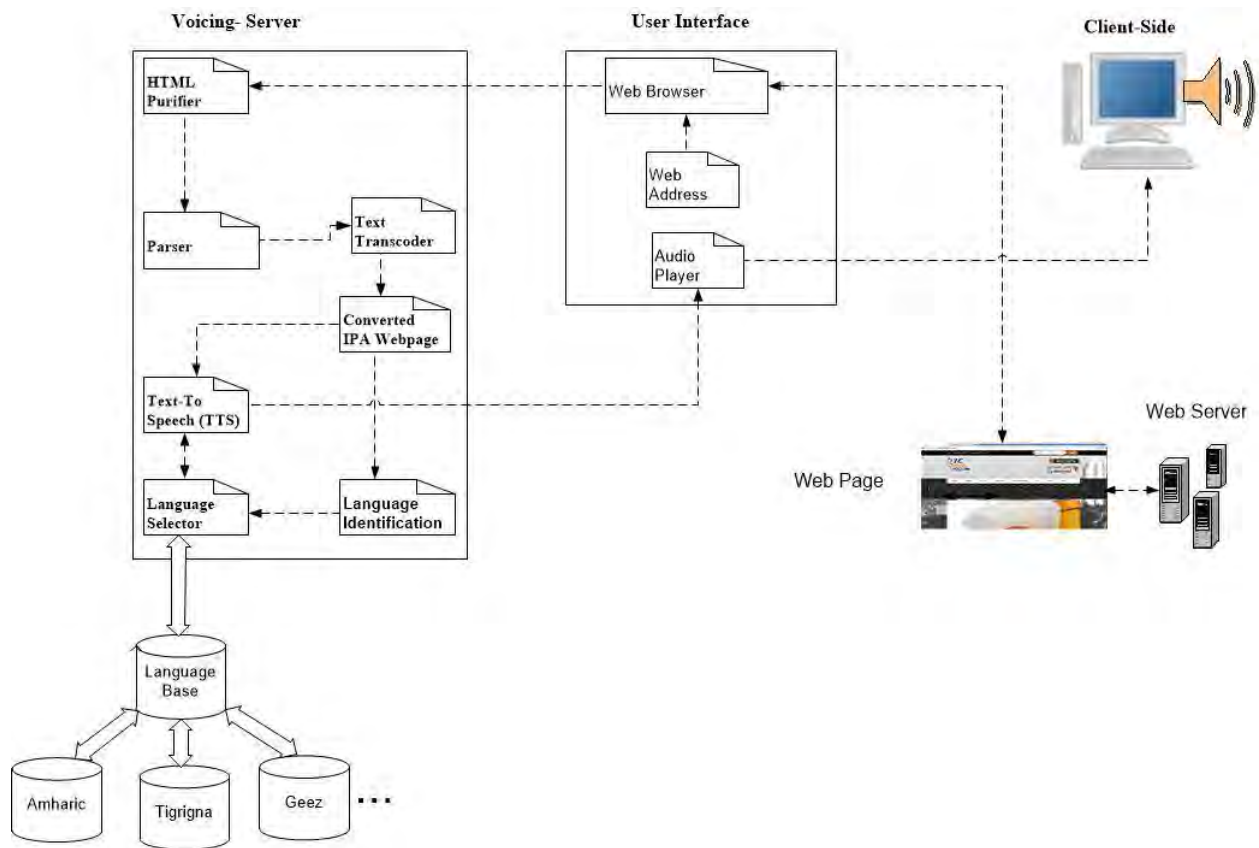 Voicing- Server
User Interface
Client-Side
HTML
Purifier
Web Browser
Web
Address
Parser
Text
Transcoder
Audio
Player
Converted
IPA Webpage
Text-To
Speech (TTS)
Language
Selector
Language
Identification
Web Page
Web Server
Language
Base
Amharic
Tigrigna
Geez
...